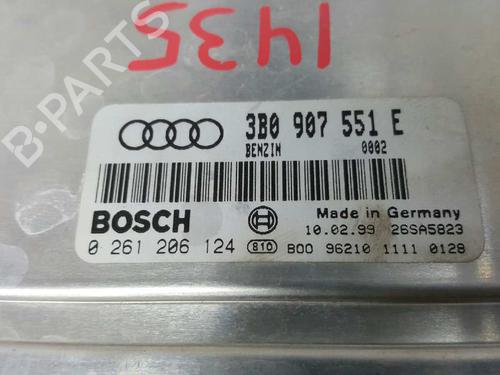 1435
3B0 907 551 E
BENZIN 0002
BOSCH
Made in Germany
10.02.99 26SA5823
0 261 206 124 810 B00 96210 1111 0128